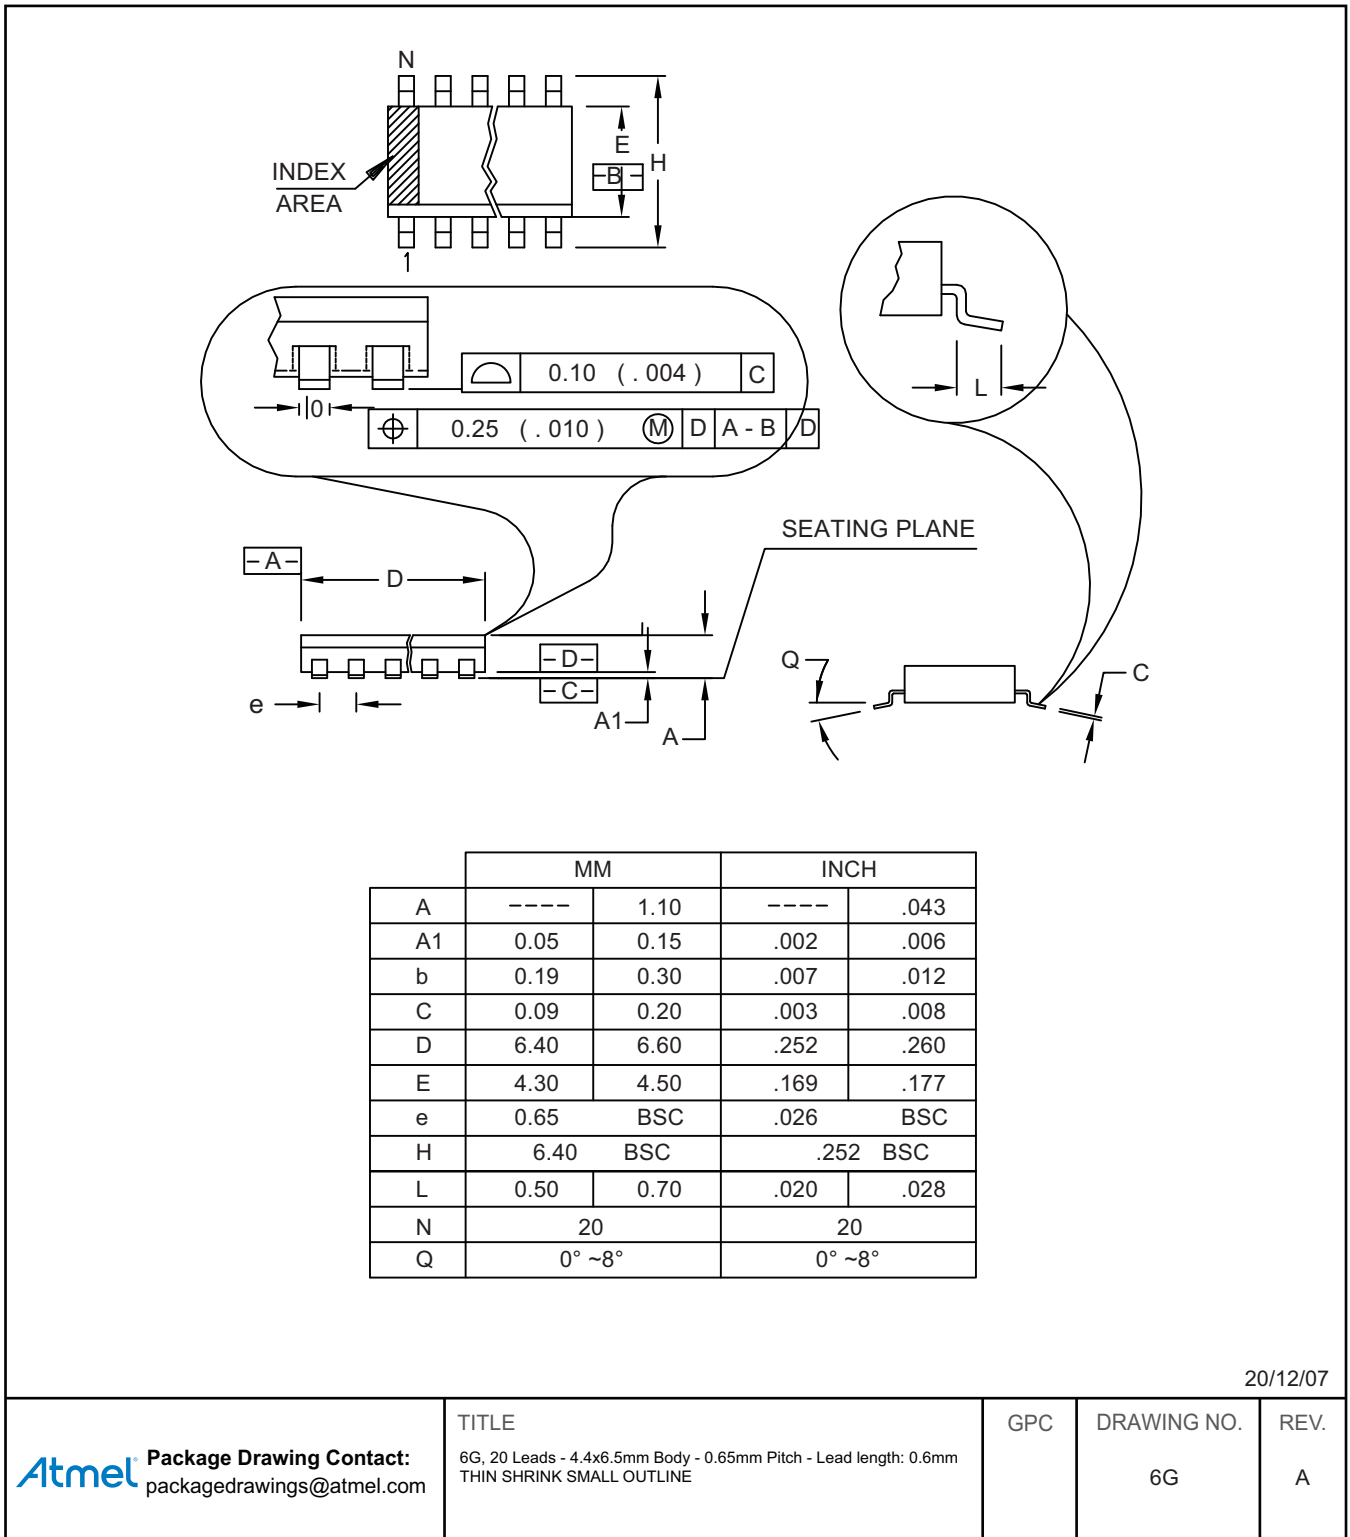 N
E
H
-B-
INDEX
AREA
1
0.10 ( .004 ) C
0
0.25 ( .010 ) M D A - B D
L
SEATING PLANE
-A-
D
-D-
-C-
e
A1
A
Q
C
MM INCH
A ---- 1.10 ---- .043
A1 0.05 0.15 .002 .006
b 0.19 0.30 .007 .012
C 0.09 0.20 .003 .008
D 6.40 6.60 .252 .260
E 4.30 4.50 .169 .177
e 0.65 BSC .026 BSC
H 6.40 BSC .252 BSC
L 0.50 0.70 .020 .028
N 20 20
Q 0° ~8° 0° ~8°
20/12/07
Atmel
Package Drawing Contact:
packagedrawings@atmel.com
TITLE
6G, 20 Leads - 4.4x6.5mm Body - 0.65mm Pitch - Lead length: 0.6mm
THIN SHRINK SMALL OUTLINE
GPC
DRAWING NO.
6G
REV.
A